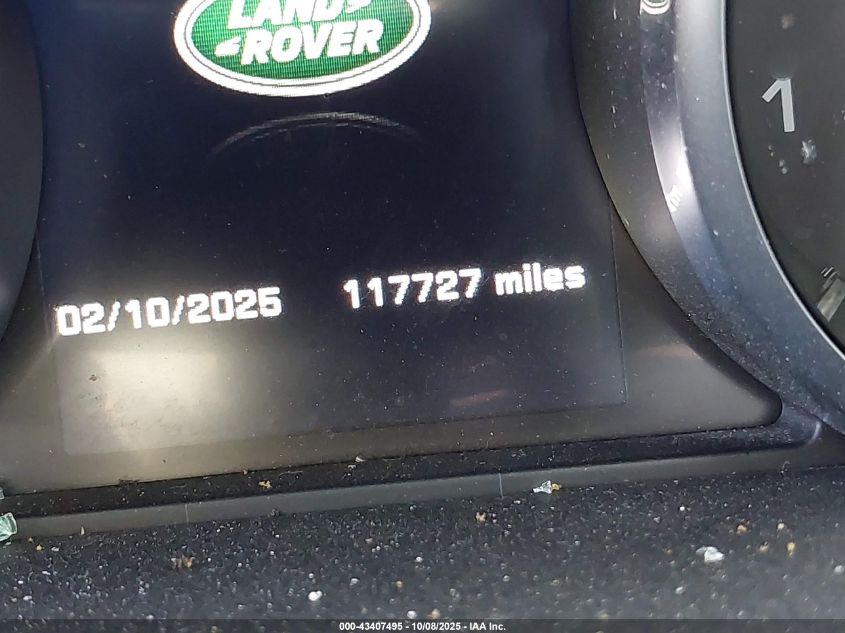 LAND
ROVER
1
02/10/2025 117727 miles
000-43407495 - 10/08/2025 - IAA Inc.